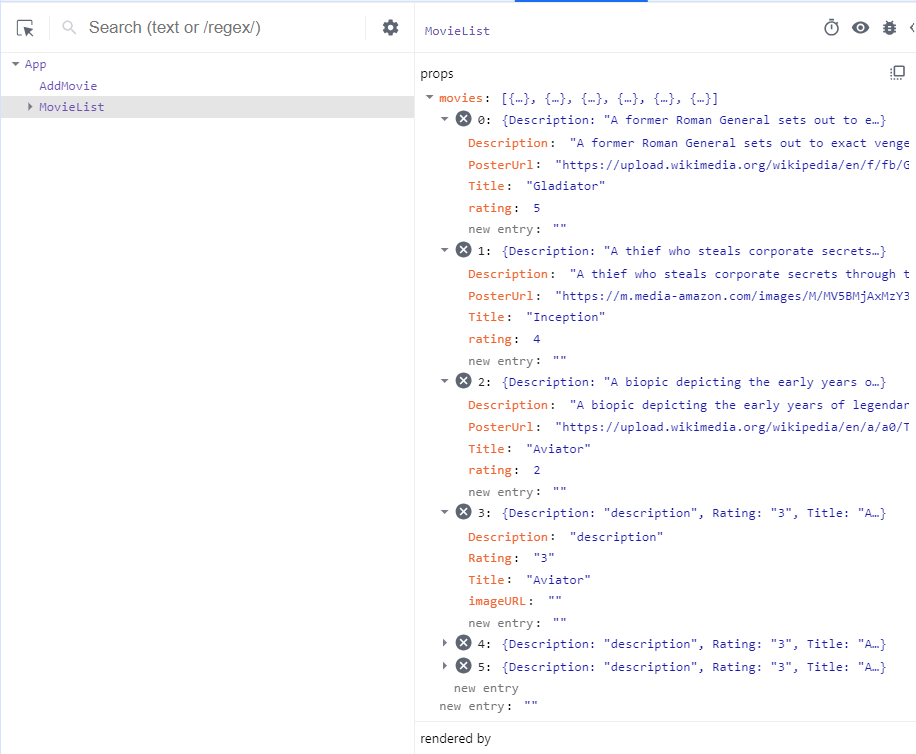 Search (text or /regex/)
MovieList
App
AddMovie
MovieList
props
movies: [{…}, {…}, {…}, {…}, {…}, {…}]
0: {Description: "A former Roman General sets out to e…}
Description: "A former Roman General sets out to exact venge
PosterUrl: "https://upload.wikimedia.org/wikipedia/en/f/fb/G
Title: "Gladiator"
rating: 5
new entry: ""
1: {Description: "A thief who steals corporate secrets…}
Description: "A thief who steals corporate secrets through t
PosterUrl: "https://m.media-amazon.com/images/M/MV5BMjAxMzY3
Title: "Inception"
rating: 4
new entry: ""
2: {Description: "A biopic depicting the early years o…}
Description: "A biopic depicting the early years of legendar
PosterUrl: "https://upload.wikimedia.org/wikipedia/en/a/a0/T
Title: "Aviator"
rating: 2
new entry: ""
3: {Description: "description", Rating: "3", Title: "A…}
Description: "description"
Rating: "3"
Title: "Aviator"
imageURL: ""
new entry: ""
4: {Description: "description", Rating: "3", Title: "A…}
5: {Description: "description", Rating: "3", Title: "A…}
new entry
new entry: ""
rendered by